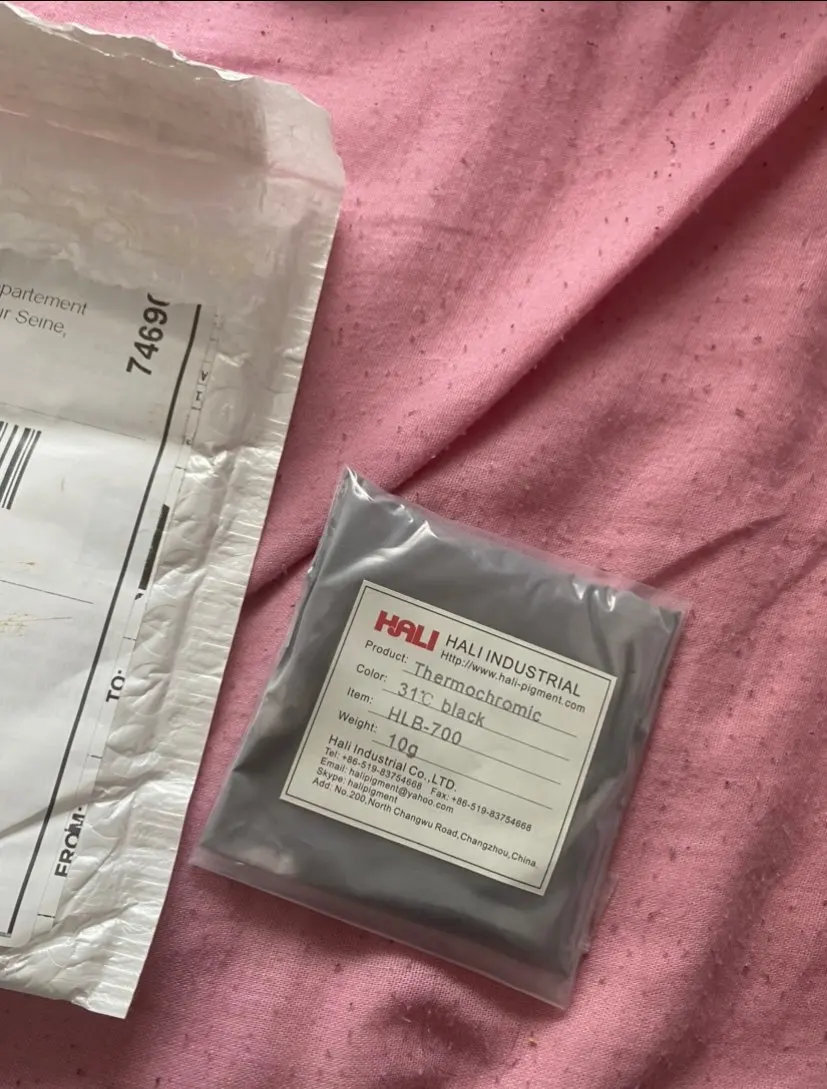 partement
ur Seine,
7469
TO:
FROM:
HALI HALI INDUSTRIAL
Http://www.hali-pigment.com
Product: Thermochromic
Color: 31℃ black
Item: HLB-700
Weight: 10g
Hali Industrial Co.,LTD.
Tel: +86-519-83754668 Fax: +86-519-83754668
Email: halipigment@yahoo.com
Skype: halipigment
Add: No.200,North Changwu Road,Changzhou,China